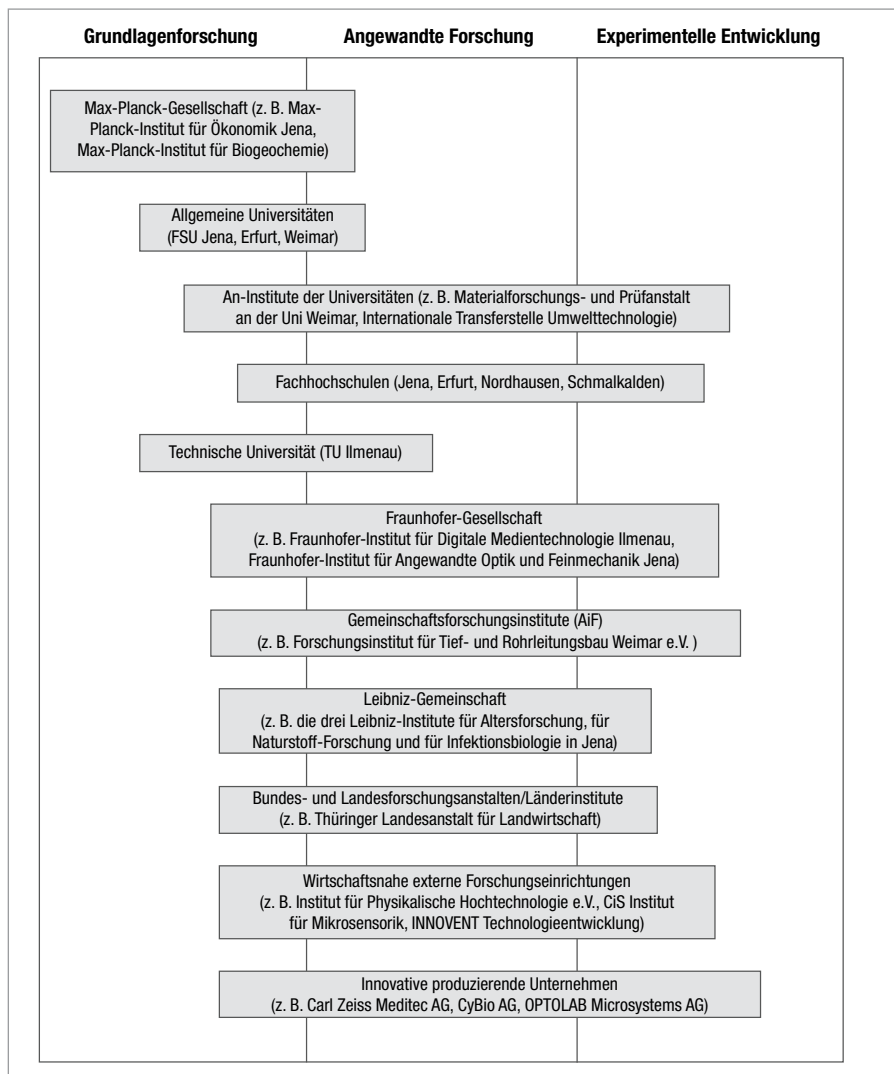 Grundlagenforschung
Angewandte Forschung
Experimentelle Entwicklung
Max-Planck-Gesellschaft (z. B. Max-
Planck-Institut für Ökonomik Jena,
Max-Planck-Institut für Biogeochemie)
Allgemeine Universitäten
(FSU Jena, Erfurt, Weimar)
An-Institute der Universitäten (z. B. Materialforschungs- und Prüfanstalt
an der Uni Weimar, Internationale Transferstelle Umwelttechnologie)
Fachhochschulen (Jena, Erfurt, Nordhausen, Schmalkalden)
Technische Universität (TU Ilmenau)
Fraunhofer-Gesellschaft
(z. B. Fraunhofer-Institut für Digitale Medientechnologie Ilmenau,
Fraunhofer-Institut für Angewandte Optik und Feinmechanik Jena)
Gemeinschaftsforschungsinstitute (AiF)
(z. B. Forschungsinstitut für Tief- und Rohrleitungsbau Weimar e.V. )
Leibniz-Gemeinschaft
(z. B. die drei Leibniz-Institute für Altersforschung, für
Naturstoff-Forschung und für Infektionsbiologie in Jena)
Bundes- und Landesforschungsanstalten/Länderinstitute
(z. B. Thüringer Landesanstalt für Landwirtschaft)
Wirtschaftsnahe externe Forschungseinrichtungen
(z. B. Institut für Physikalische Hochtechnologie e.V., CiS Institut
für Mikrosensorik, INNOVENT Technologieentwicklung)
Innovative produzierende Unternehmen
(z. B. Carl Zeiss Meditec AG, CyBio AG, OPTOLAB Microsystems AG)